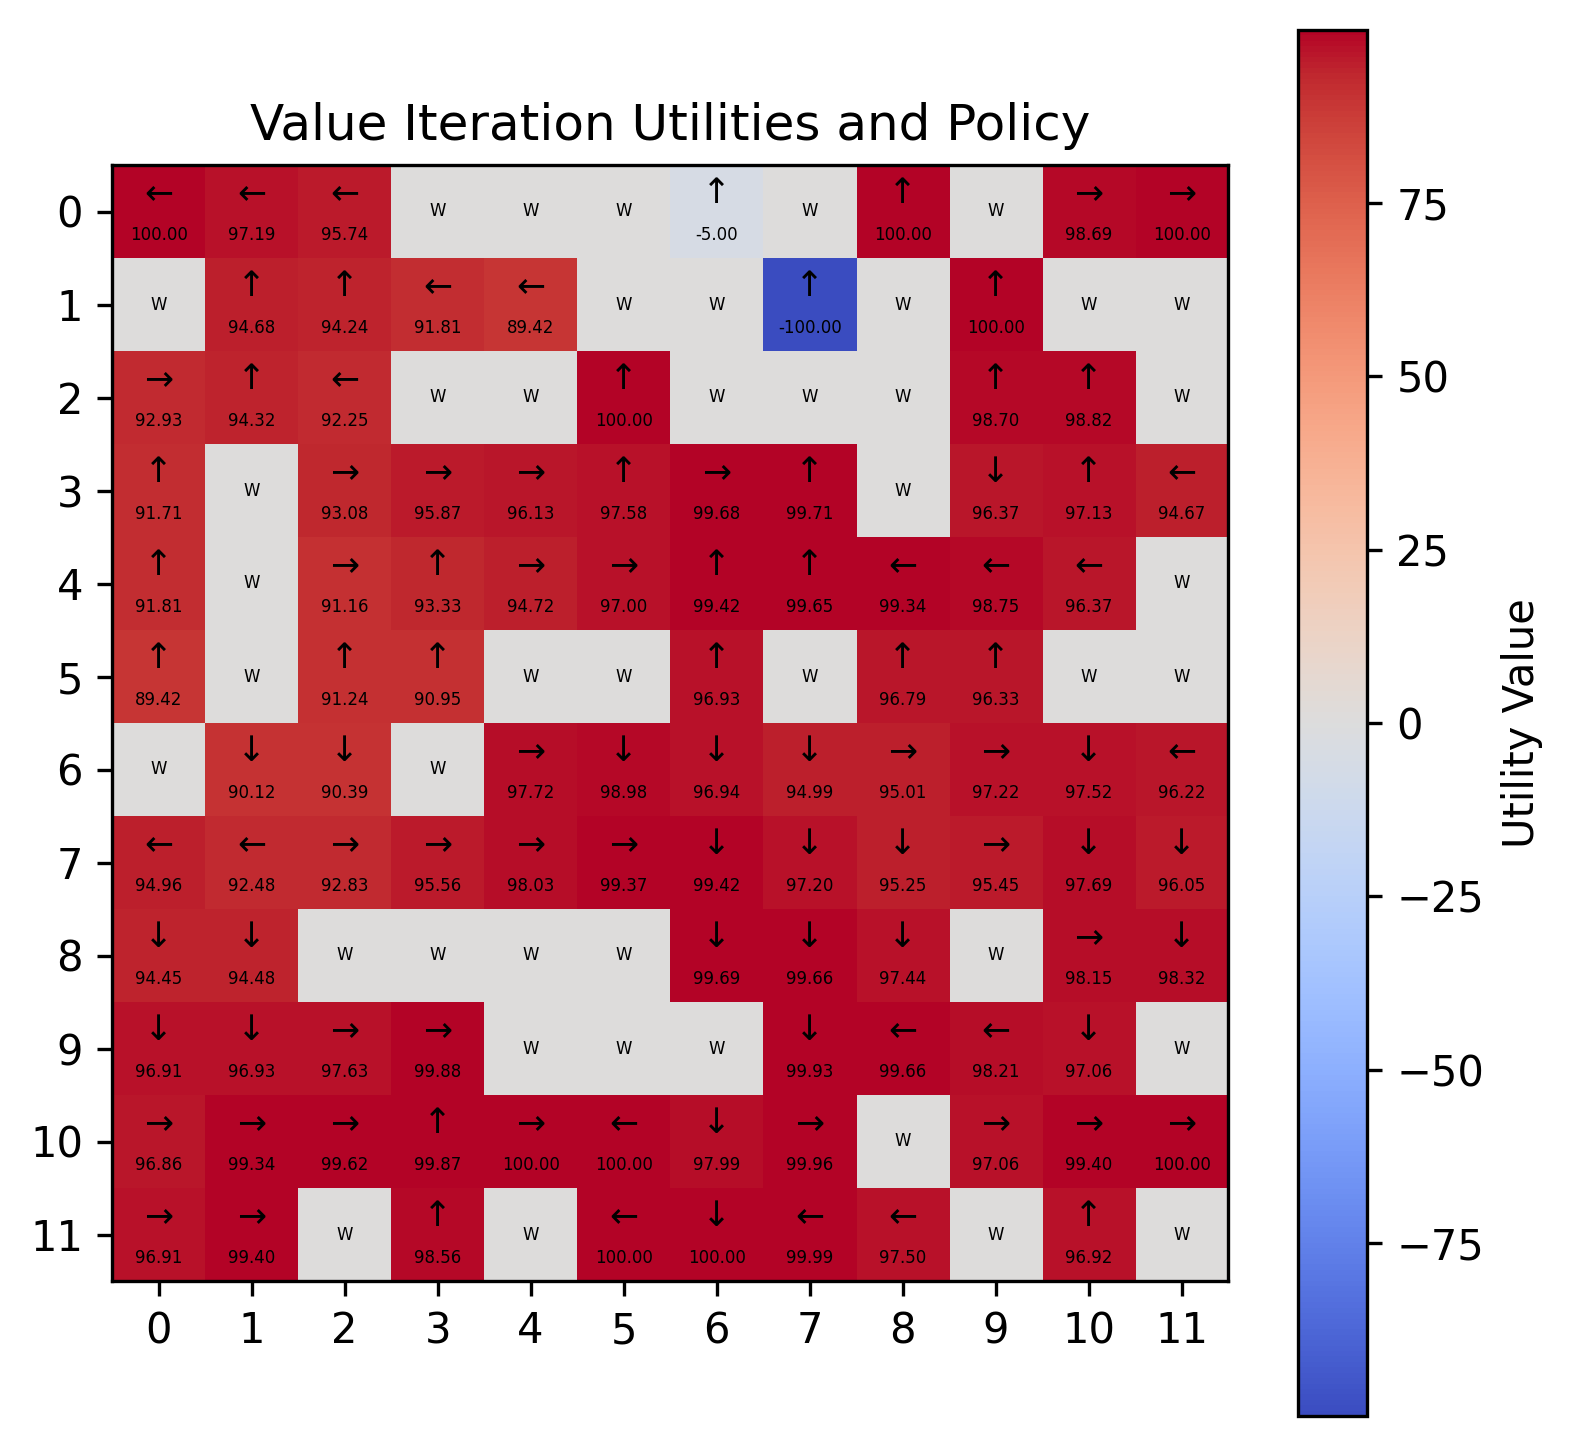 Value Iteration Utilities and Policy
0 ← ← ← W W W ↑ W ↑ W → →
100.00 97.19 95.74 -5.00 100.00 98.69 100.00
1 W ↑ ↑ ← ← W W ↑ W ↑ W W
94.68 94.24 91.81 89.42 -100.00 100.00
2 → ↑ ← W W ↑ W W W ↑ ↑ W
92.93 94.32 92.25 100.00 98.70 98.82
3 ↑ W → → → ↑ → ↑ W ↓ ↑ ←
91.71 93.08 95.87 96.13 97.58 99.68 99.71 96.37 97.13 94.67
4 ↑ W → ↑ → → ↑ ↑ ← ← ← W
91.81 91.16 93.33 94.72 97.00 99.42 99.65 99.34 98.75 96.37
5 ↑ W ↑ ↑ W W ↑ W ↑ ↑ W W
89.42 91.24 90.95 96.93 96.79 96.33
6 W ↓ ↓ W → ↓ ↓ ↓ → → ↓ ←
90.12 90.39 97.72 98.98 96.94 94.99 95.01 97.22 97.52 96.22
7 ← ← → → → → ↓ ↓ ↓ → ↓ ↓
94.96 92.48 92.83 95.56 98.03 99.37 99.42 97.20 95.25 95.45 97.69 96.05
8 ↓ ↓ W W W W ↓ ↓ ↓ W → ↓
94.45 94.48 99.69 99.66 97.44 98.15 98.32
9 ↓ ↓ → → W W W ↓ ← ← ↓ W
96.91 96.93 97.63 99.88 99.93 99.66 98.21 97.06
10 → → → ↑ → ← ↓ → W → → →
96.86 99.34 99.62 99.87 100.00 100.00 97.99 99.96 97.06 99.40 100.00
11 → → W ↑ W ← ↓ ← ← W ↑ W
96.91 99.40 98.56 100.00 100.00 99.99 97.50 96.92
0 1 2 3 4 5 6 7 8 9 10 11
75
50
25
0
−25
−50
−75
Utility Value